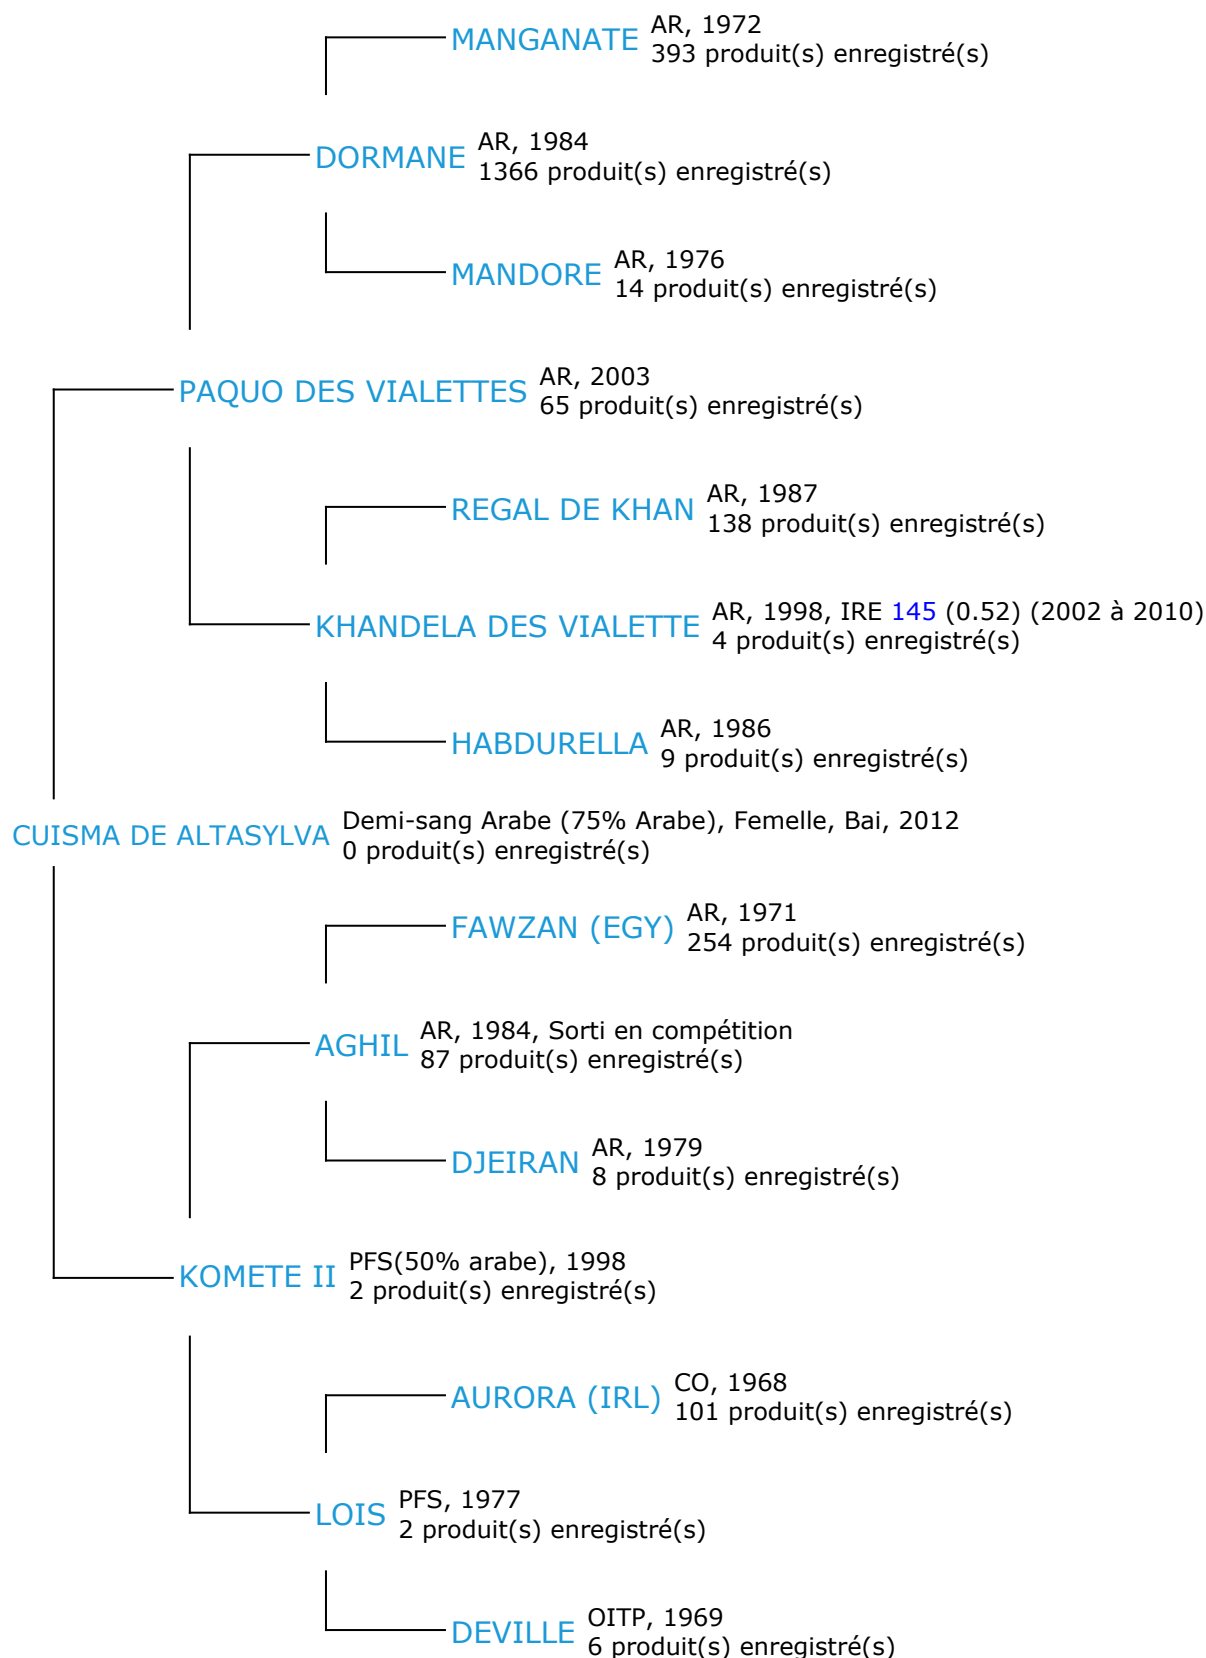 MANGANATE AR, 1972
393 produit(s) enregistré(s)
DORMANE AR, 1984
1366 produit(s) enregistré(s)
MANDORE AR, 1976
14 produit(s) enregistré(s)
PAQUO DES VIALETTES AR, 2003
65 produit(s) enregistré(s)
REGAL DE KHAN AR, 1987
138 produit(s) enregistré(s)
KHANDELA DES VIALETTE AR, 1998, IRE 145 (0.52) (2002 à 2010)
4 produit(s) enregistré(s)
HABDURELLA AR, 1986
9 produit(s) enregistré(s)
CUISMA DE ALTASYLVA Demi-sang Arabe (75% Arabe), Femelle, Bai, 2012
0 produit(s) enregistré(s)
FAWZAN (EGY) AR, 1971
254 produit(s) enregistré(s)
AGHIL AR, 1984, Sorti en compétition
87 produit(s) enregistré(s)
DJEIRAN AR, 1979
8 produit(s) enregistré(s)
KOMETE II PFS(50% arabe), 1998
2 produit(s) enregistré(s)
AURORA (IRL) CO, 1968
101 produit(s) enregistré(s)
LOIS PFS, 1977
2 produit(s) enregistré(s)
DEVILLE OITP, 1969
6 produit(s) enregistré(s)